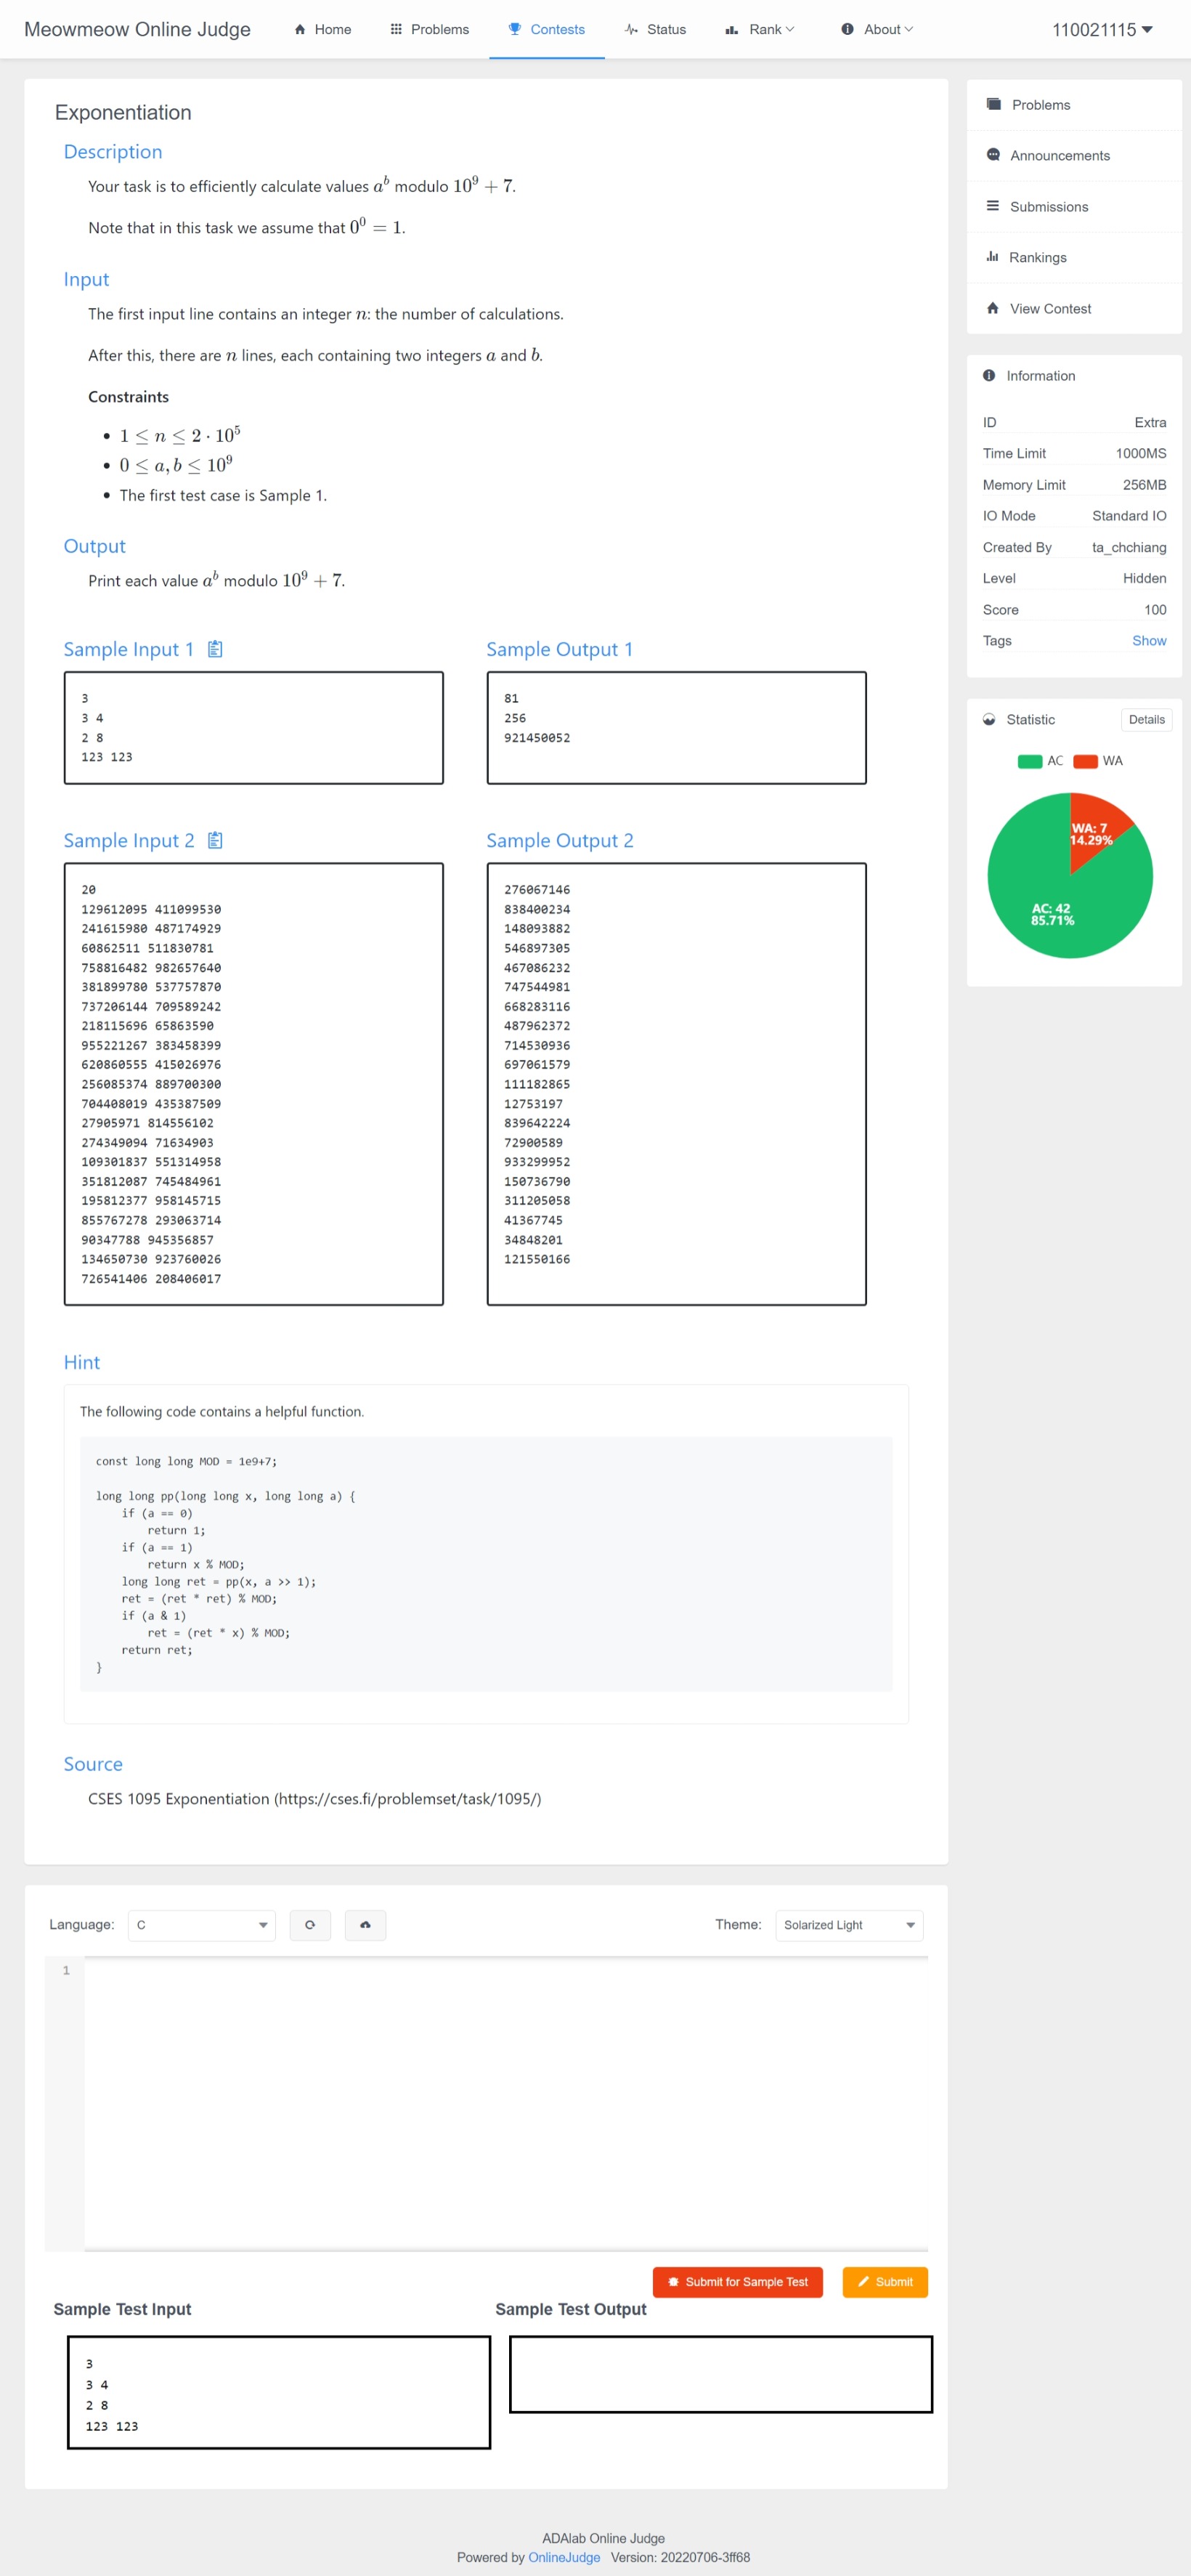 Meowmeow Online Judge
Home
Problems
Contests
Status
Rank
About
110021115
Exponentiation
Description
Your task is to efficiently calculate values a^b modulo 10^9 + 7.
Note that in this task we assume that 0^0 = 1.
Input
The first input line contains an integer n: the number of calculations.
After this, there are n lines, each containing two integers a and b.
Constraints
• 1 ≤ n ≤ 2 · 10^5
• 0 ≤ a, b ≤ 10^9
• The first test case is Sample 1.
Output
Print each value a^b modulo 10^9 + 7.
Sample Input 1
3
3 4
2 8
123 123
Sample Output 1
81
256
921450052
Sample Input 2
20
129612095 411099530
241615980 487174929
60862511 511830781
758816482 982657640
381899780 537757870
737206144 709589242
218115696 65863590
955221267 383458399
620860555 415026976
256085374 889700300
704408019 435387509
27905971 814556102
274349094 71634903
109301837 551314958
351812087 745484961
195812377 958145715
855767278 293063714
90347788 945356857
134650730 923760026
726541406 208406017
Sample Output 2
276067146
838400234
148093882
546897305
467086232
747544981
668283116
487962372
714530936
697061579
111182865
12753197
839642224
72900589
933299952
150736790
311205058
41367745
34848201
121550166
Hint
The following code contains a helpful function.
const long long MOD = 1e9+7;
long long pp(long long x, long long a) {
    if (a == 0)
        return 1;
    if (a == 1)
        return x % MOD;
    long long ret = pp(x, a >> 1);
    ret = (ret * ret) % MOD;
    if (a & 1)
        ret = (ret * x) % MOD;
    return ret;
}
Source
CSES 1095 Exponentiation (https://cses.fi/problemset/task/1095/)
Problems
Announcements
Submissions
Rankings
View Contest
Information
ID Extra
Time Limit 1000MS
Memory Limit 256MB
IO Mode Standard IO
Created By ta_chchiang
Level Hidden
Score 100
Tags Show
Statistic
Details
AC WA
WA: 7
14.29%
AC: 42
85.71%
Language: C
Theme: Solarized Light
1
Submit for Sample Test
Submit
Sample Test Input
3
3 4
2 8
123 123
Sample Test Output
ADAlab Online Judge
Powered by OnlineJudge Version: 20220706-3ff68